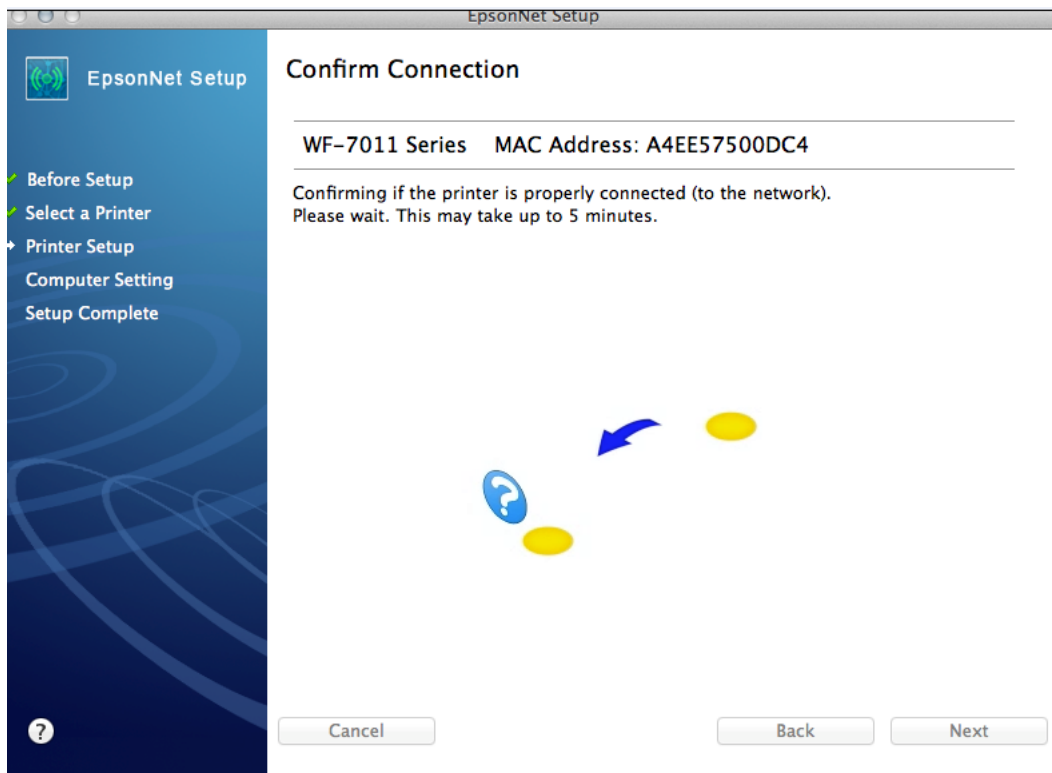 EpsonNet Setup
EpsonNet Setup
Confirm Connection
WF-7011 Series MAC Address: A4EE57500DC4
Before Setup
Select a Printer
Printer Setup
Computer Setting
Setup Complete
Confirming if the printer is properly connected (to the network).
Please wait. This may take up to 5 minutes.
?
?
Cancel
Back
Next